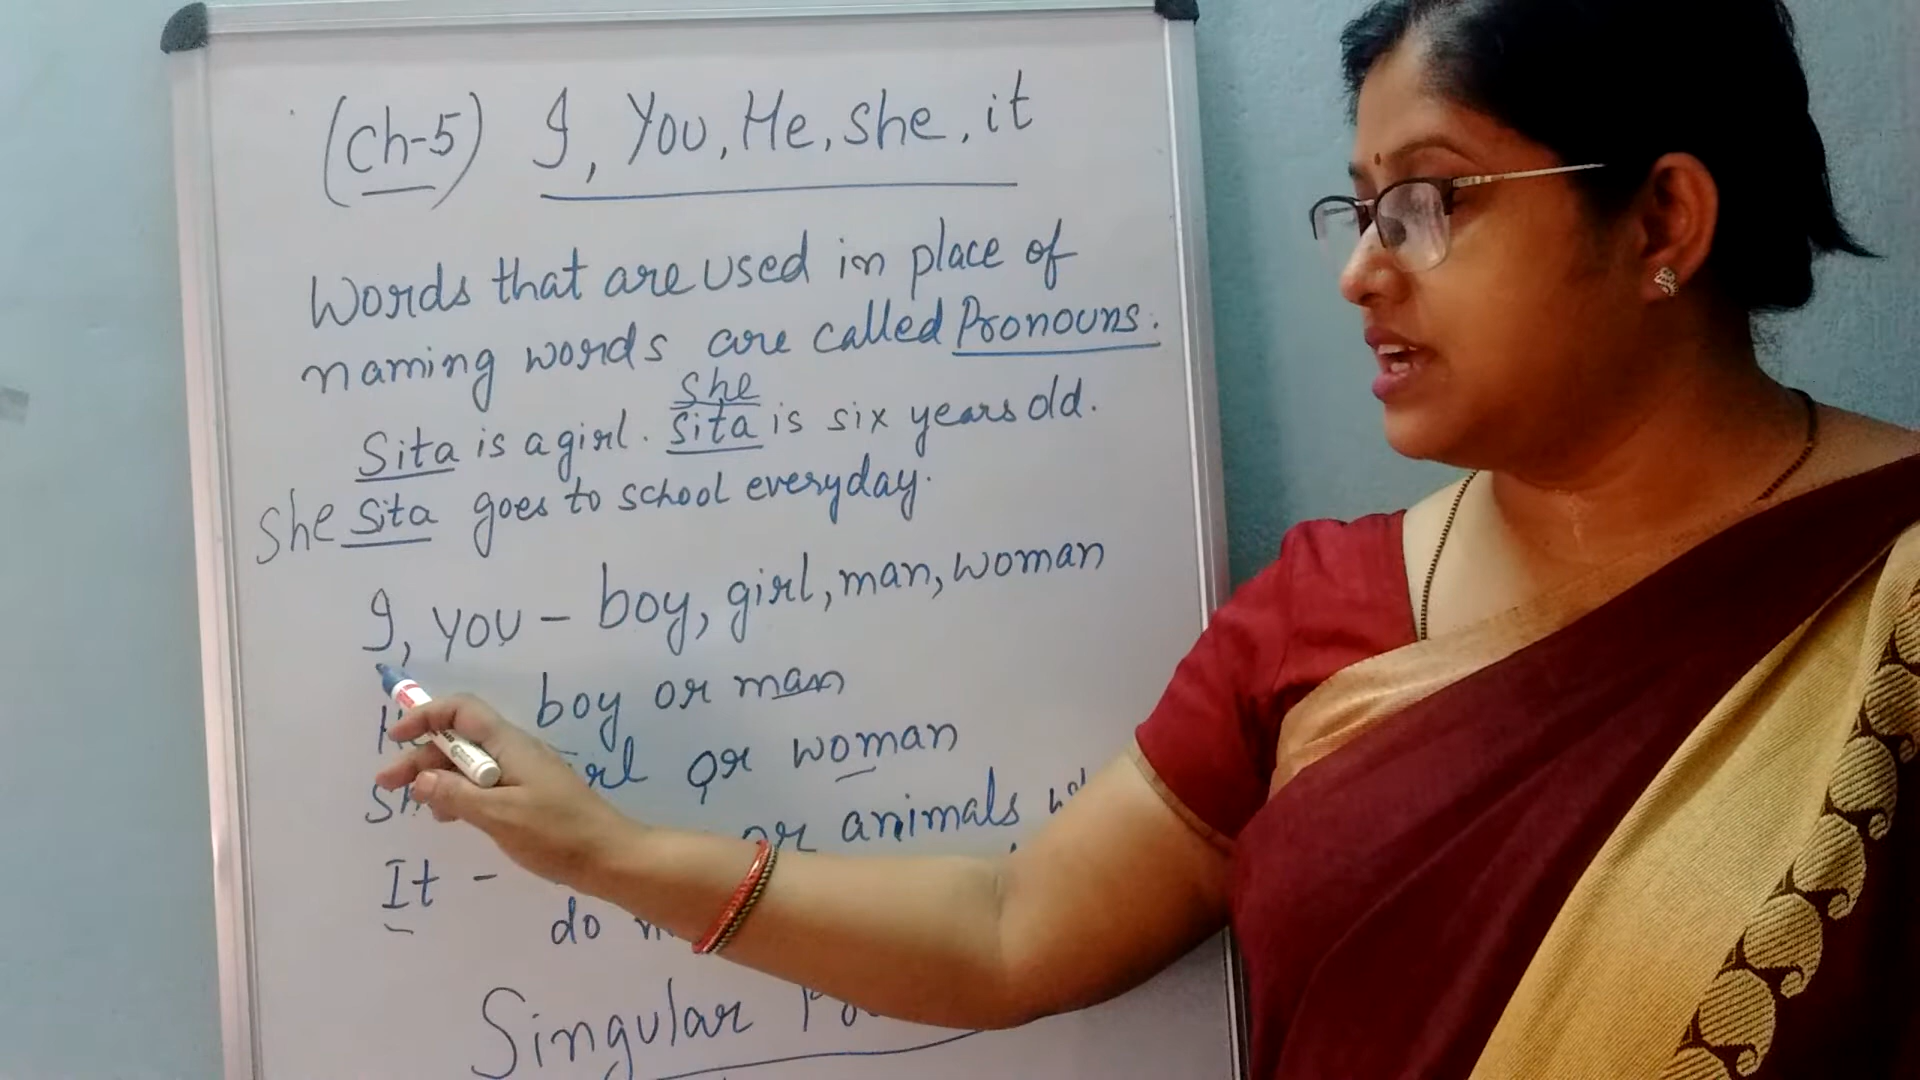 (Ch-5) I, You, He, she, it
Words that are used in place of
naming words are called Pronouns.
she
Sita is a girl. Sita is six years old.
she Sita goes to school everyday.
I, you - boy, girl, man, woman
boy or man
or woman
or animals
It -
do
Singular